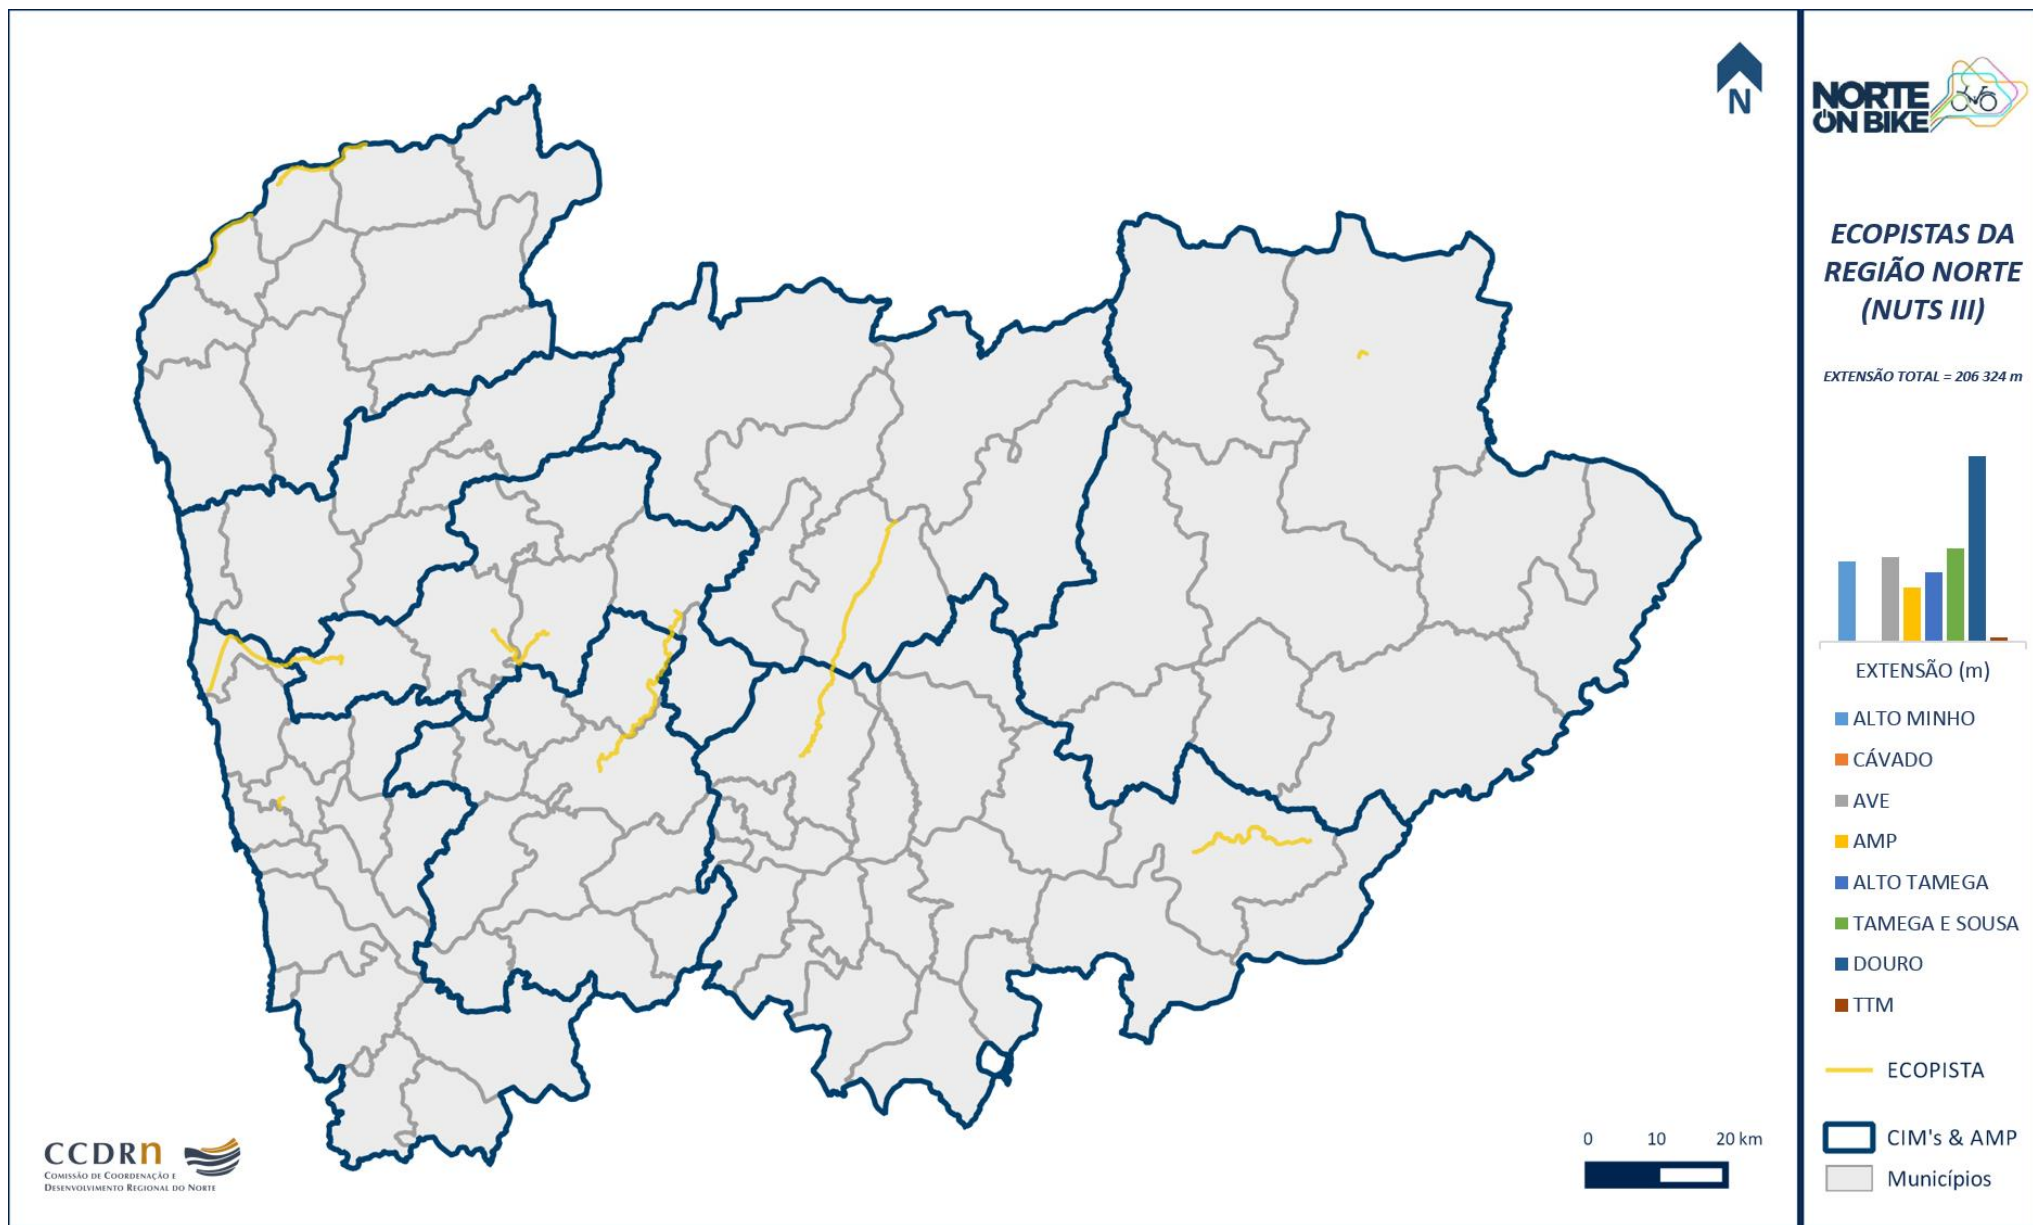 N
NORTE
ON BIKE
ECOPISTAS DA
REGIÃO NORTE
(NUTS III)
EXTENSÃO TOTAL = 206 324 m
EXTENSÃO (m)
ALTO MINHO
CÁVADO
AVE
AMP
ALTO TAMEGA
TAMEGA E SOUSA
DOURO
TTM
ECOPISTA
CIM's & AMP
Municípios
0 10 20 km
CCDRn
COMISSÃO DE COORDENAÇÃO E
DESENVOLVIMENTO REGIONAL DO NORTE